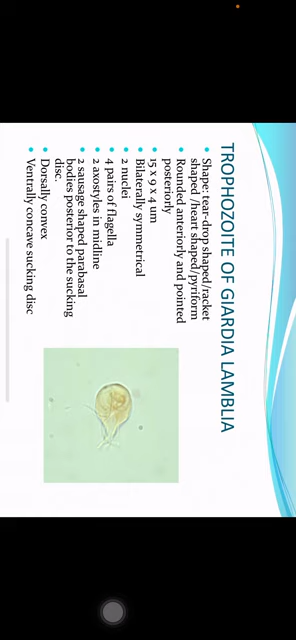 TROPHOZOITE OF GIARDIA LAMBLIA
• Shape: tear-drop shaped/racket
shaped /heart shaped/pyriform
• Rounded anteriorly and pointed
posteriorly
• 15 x 9 x 4 um
• Bilaterally symmetrical
• 2 nuclei
• 4 pairs of flagella
• 2 axostyles in midline
• 2 sausage shaped parabasal
bodies posterior to the sucking
disc.
• Dorsally convex
• Ventrally concave sucking disc